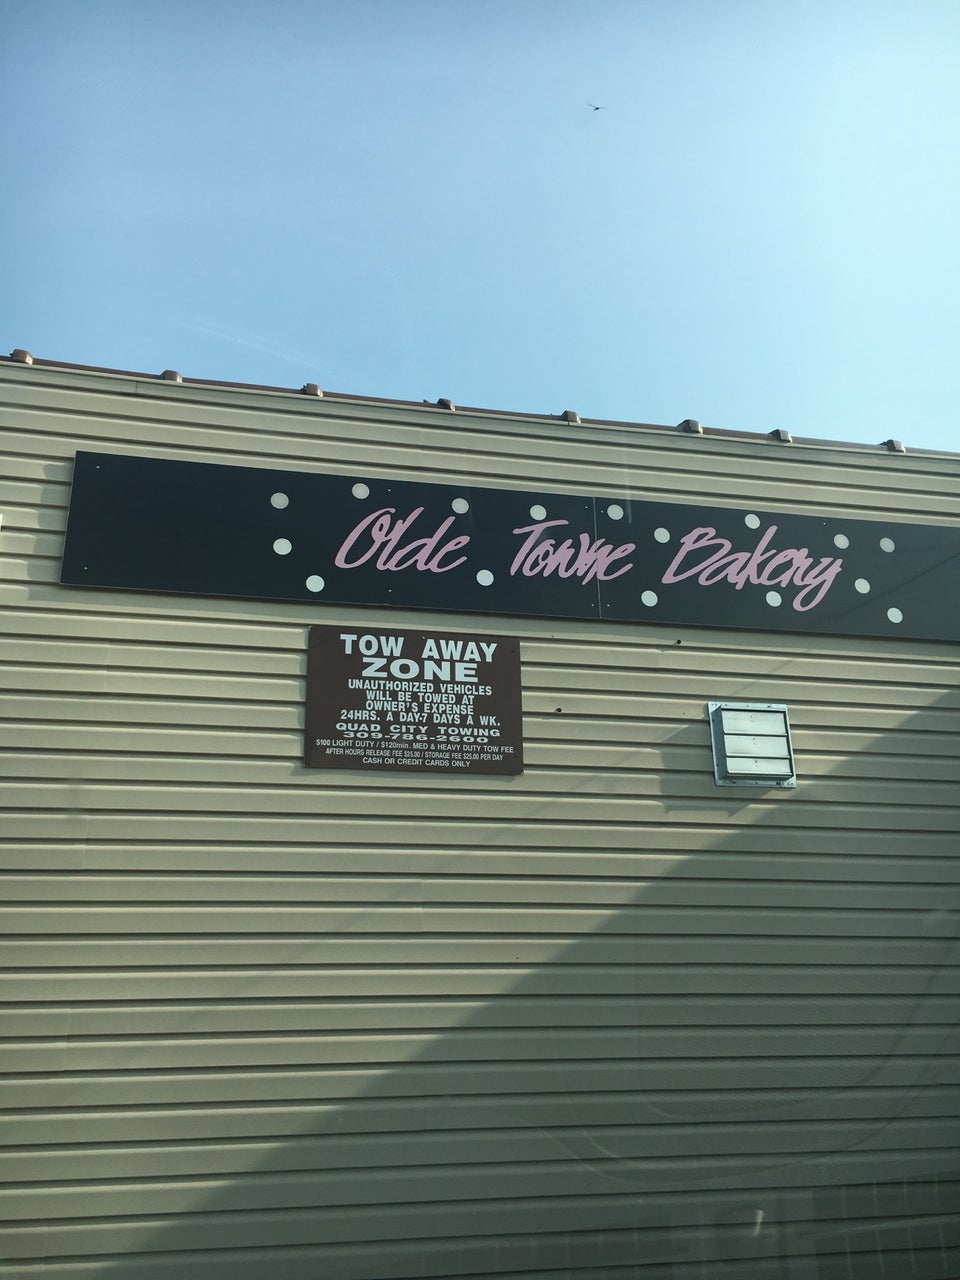 Olde Towne Bakery
TOW AWAY
ZONE
UNAUTHORIZED VEHICLES
WILL BE TOWED AT
OWNER'S EXPENSE
24HRS. A DAY-7 DAYS A WK.
QUAD CITY TOWING
309-786-2600
$100 LIGHT DUTY / $120min. MED & HEAVY DUTY TOW FEE
AFTER HOURS RELEASE FEE $25.00 / STORAGE FEE $25.00 PER DAY
CASH OR CREDIT CARDS ONLY